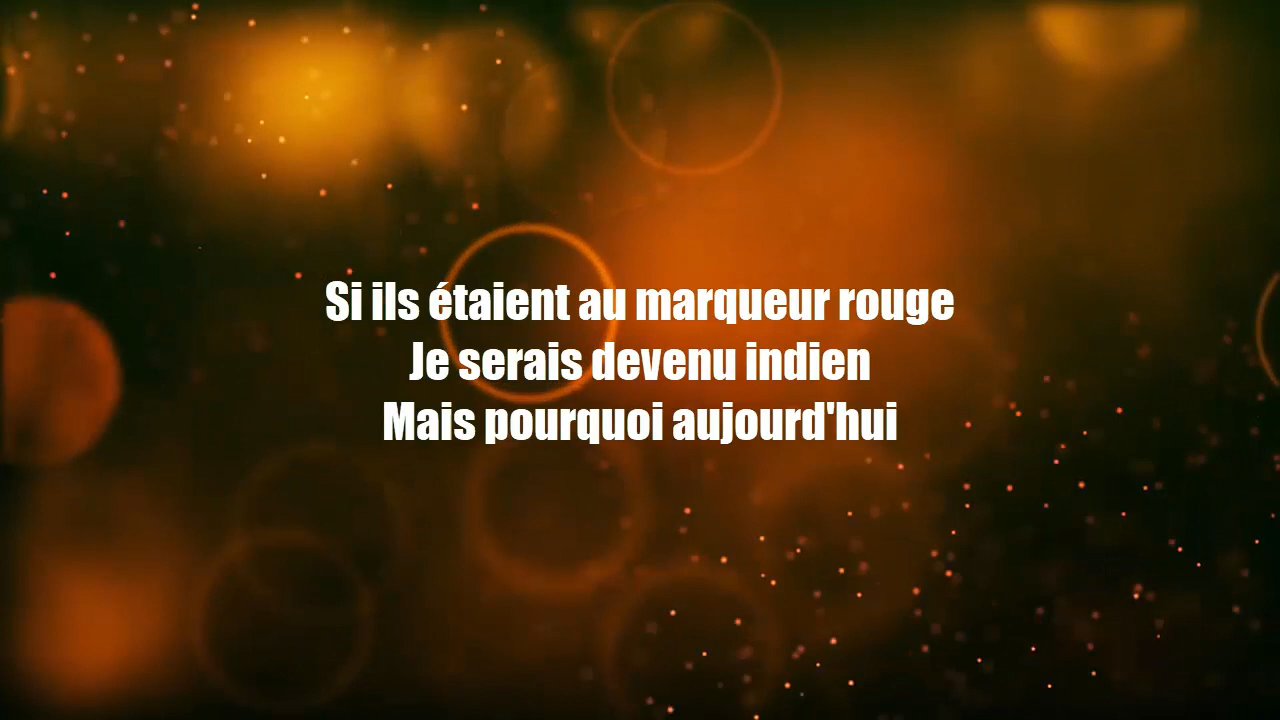 Si ils étaient au marqueur rouge
Je serais devenu indien
Mais pourquoi aujourd'hui